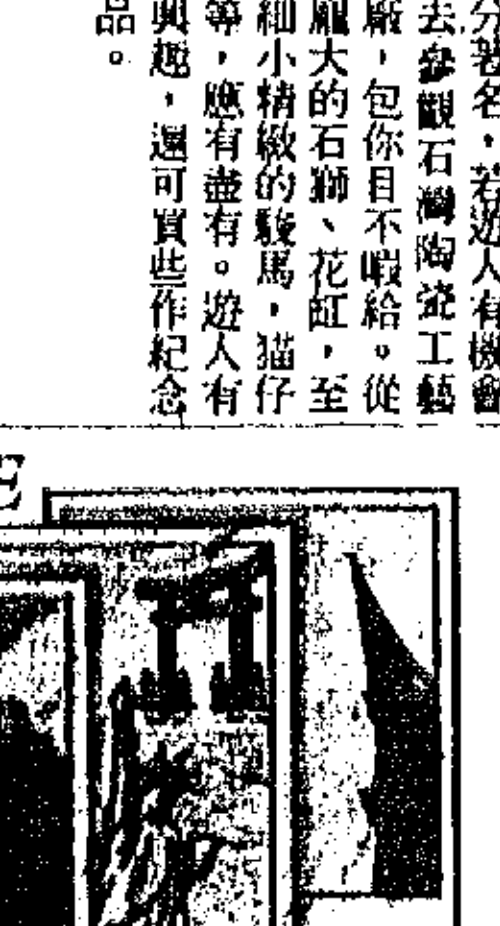 分著名，若遊人有機會
去參觀石灣陶瓷工藝
廠，包你目不暇給。從
龐大的石獅、花缸，至
細小精緻的駿馬，猫仔
等，應有盡有。遊人有
興趣，還可買些作紀念
品。
E